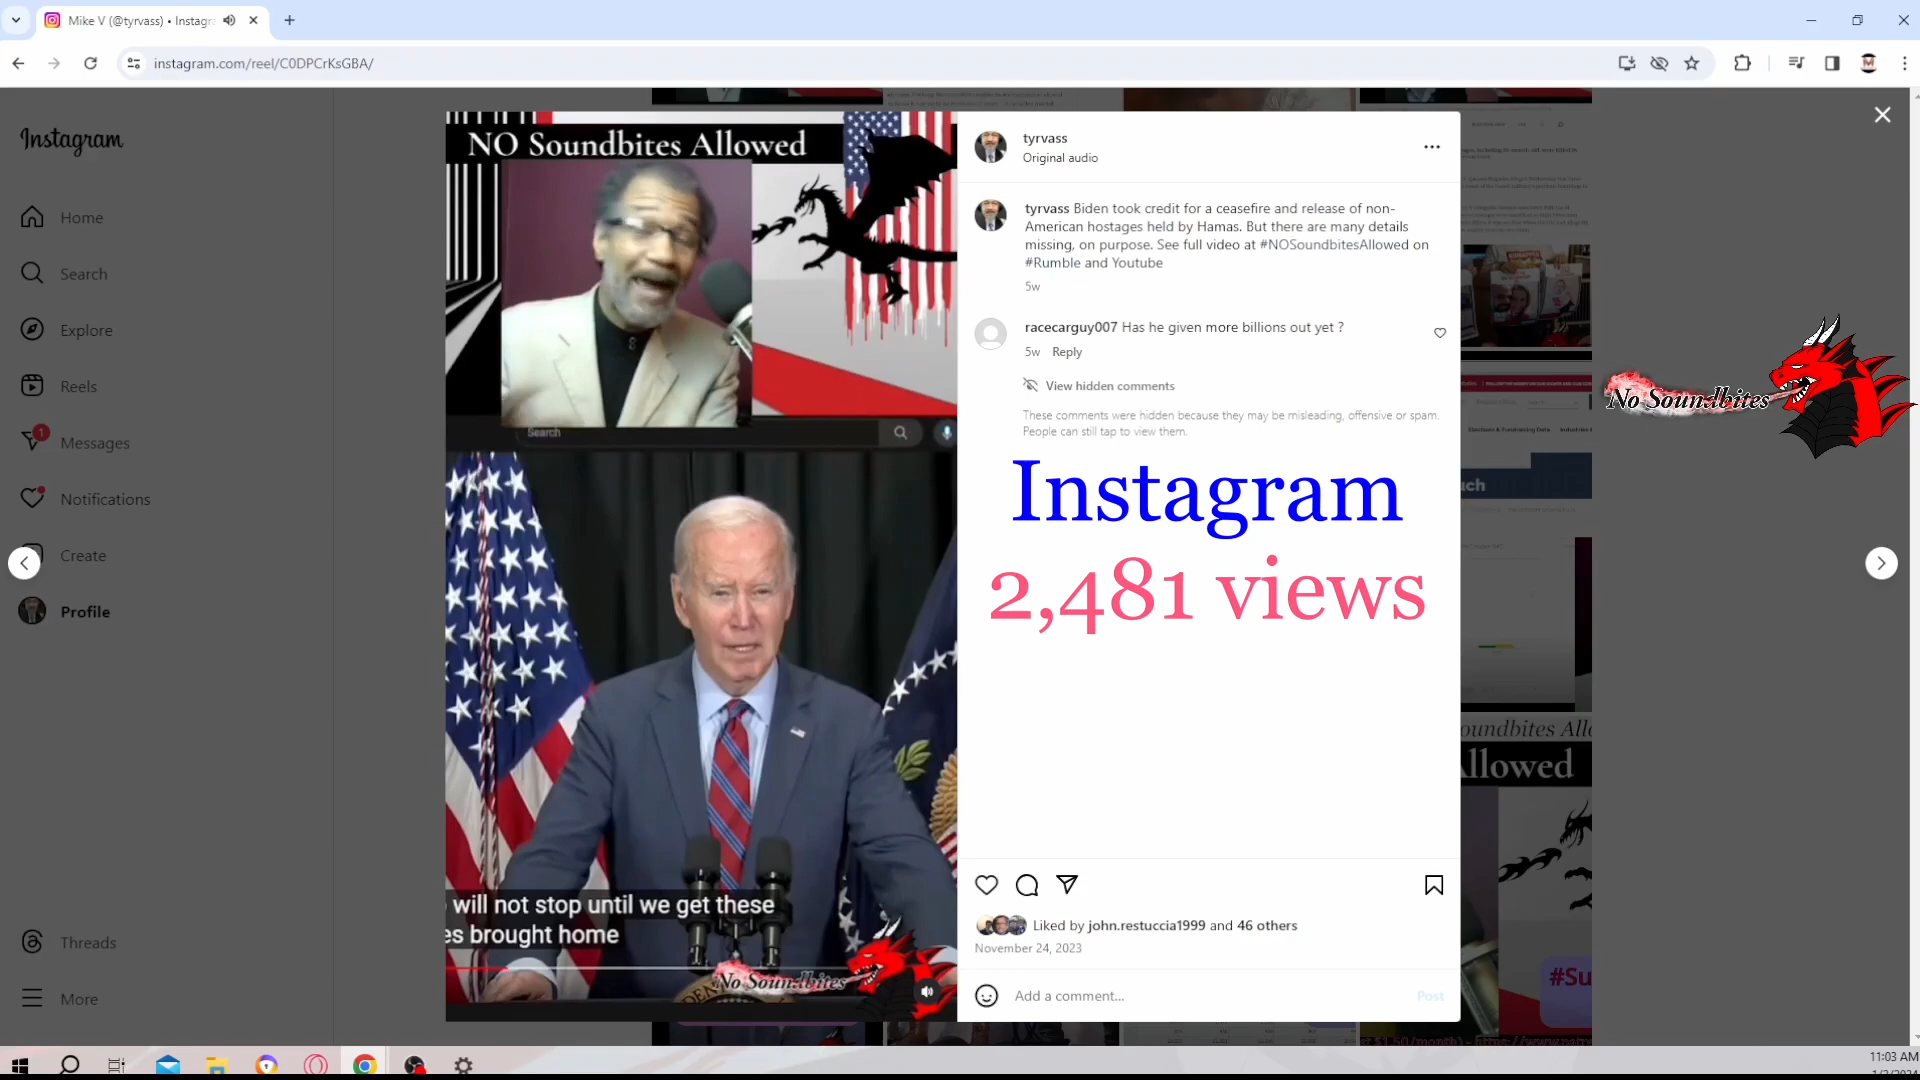 Mike V (@tyrvass) • Instagra
instagram.com/reel/C0DPCrKsGBA/
Instagram
Home
Search
Explore
Reels
1
Messages
Notifications
Create
Profile
Threads
More
NO Soundbites Allowed
Search
will not stop until we get these
es brought home
No Soundbites
tyrvass
Original audio
tyrvass Biden took credit for a ceasefire and release of non-
American hostages held by Hamas. But there are many details
missing, on purpose. See full video at #NOSoundbitesAllowed on
#Rumble and Youtube
5w
racecarguy007 Has he given more billions out yet ?
5w Reply
View hidden comments
These comments were hidden because they may be misleading, offensive or spam.
People can still tap to view them.
Instagram
2,481 views
Liked by john.restuccia1999 and 46 others
November 24, 2023
Add a comment...
Post
No Soundbites
uch
oundbites Allo
Allowed
#Su
11:03 AM